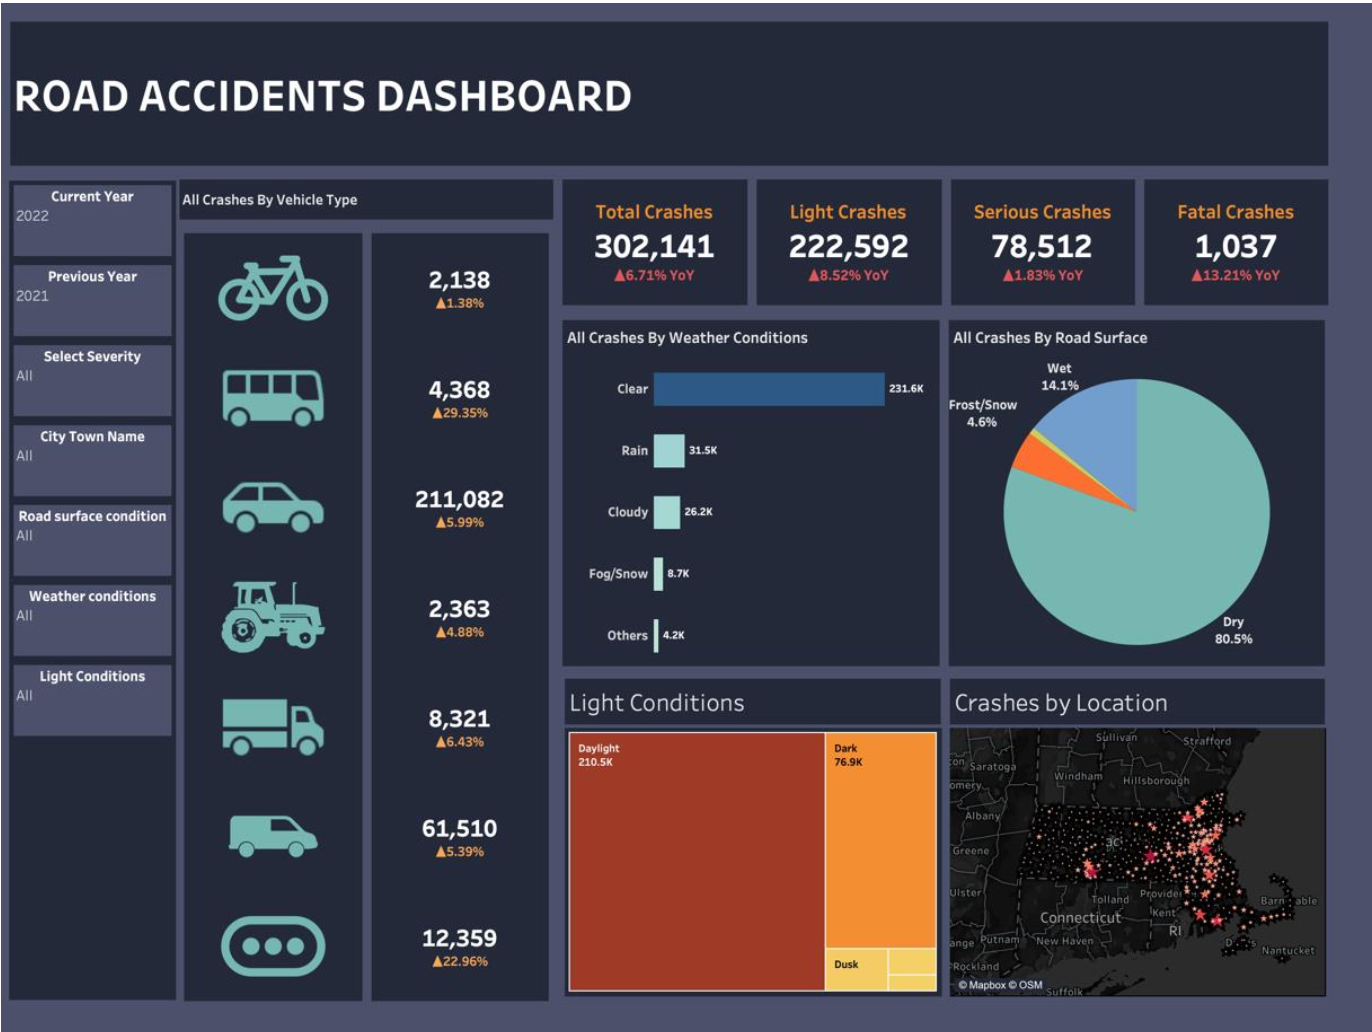 ROAD ACCIDENTS DASHBOARD
Current Year
2022
Previous Year
2021
Select Severity
All
City Town Name
All
Road surface condition
All
Weather conditions
All
Light Conditions
All
All Crashes By Vehicle Type
2,138
▲1.38%
4,368
▲29.35%
211,082
▲5.99%
2,363
▲4.88%
8,321
▲6.43%
61,510
▲5.39%
12,359
▲22.96%
Total Crashes
302,141
▲6.71% YoY
Light Crashes
222,592
▲8.52% YoY
Serious Crashes
78,512
▲1.83% YoY
Fatal Crashes
1,037
▲13.21% YoY
All Crashes By Weather Conditions
Clear 231.6K
Rain 31.5K
Cloudy 26.2K
Fog/Snow 8.7K
Others 4.2K
All Crashes By Road Surface
Wet
14.1%
Frost/Snow
4.6%
Dry
80.5%
Light Conditions
Daylight
210.5K
Dark
76.9K
Dusk
Crashes by Location
Sullivan
Strafford
Saratoga
Windham
Hillsborough
omery
Albany
Greene
Ulster
Tolland
Provide
Barn able
Connecticut
Kent
RI
ange Putnam New Haven
Nantucket
Rockland
© Mapbox © OSM
Suffolk